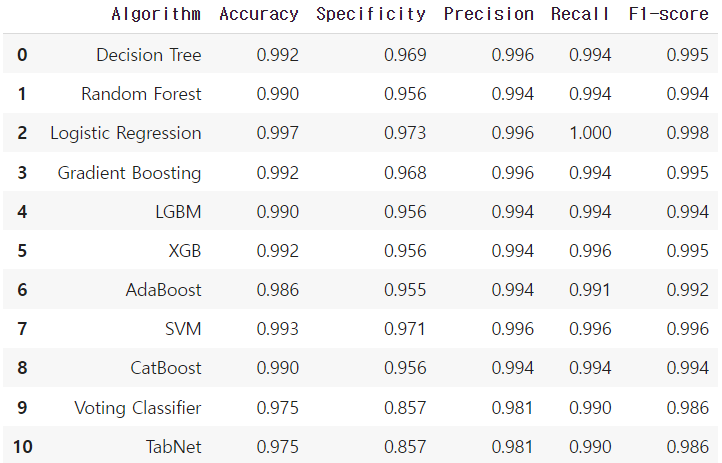 Algorithm Accuracy Specificity Precision Recall F1-score
0 Decision Tree 0.992 0.969 0.996 0.994 0.995
1 Random Forest 0.990 0.956 0.994 0.994 0.994
2 Logistic Regression 0.997 0.973 0.996 1.000 0.998
3 Gradient Boosting 0.992 0.968 0.996 0.994 0.995
4 LGBM 0.990 0.956 0.994 0.994 0.994
5 XGB 0.992 0.956 0.994 0.996 0.995
6 AdaBoost 0.986 0.955 0.994 0.991 0.992
7 SVM 0.993 0.971 0.996 0.996 0.996
8 CatBoost 0.990 0.956 0.994 0.994 0.994
9 Voting Classifier 0.975 0.857 0.981 0.990 0.986
10 TabNet 0.975 0.857 0.981 0.990 0.986